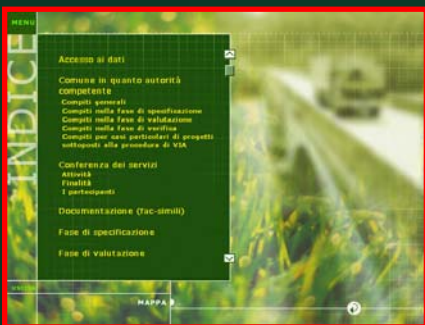 MENU
INDICE
Accesso ai dati
Comune in quanto autorità
competente
Compiti generali
Compiti nella fase di specificazione
Compiti nella fase di valutazione
Compiti nella fase di verifica
Compiti per casi particolari di progetti
sottoposti alla procedura di VIA
Conferenza dei servizi
Attività
Finalità
I partecipanti
Documentazione (fac-simili)
Fase di specificazione
Fase di valutazione
USCITA
MAPPA